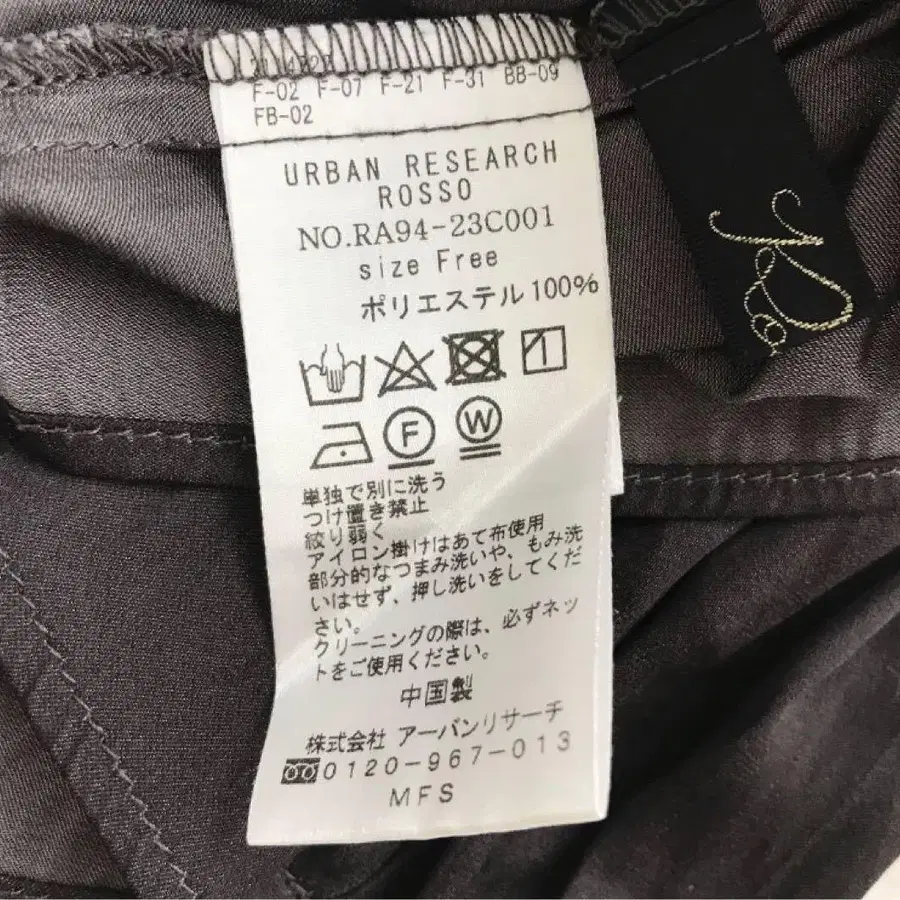 F-02 F-07 F-21 F-31 BB-09
FB-02
URBAN RESEARCH
ROSSO
NO.RA94-23C001
size Free
ポリエステル100%
F W
単独で別に洗う
つけ置き禁止
絞り弱く
アイロン掛けはあて布使用
部分的なつまみ洗いや、もみ洗
いはせず、押し洗いをしてくだ
さい。
クリーニングの際は、必ずネッ
トをご使用ください。
中国製
株式会社 アーバンリサーチ
0120-967-013
MFS